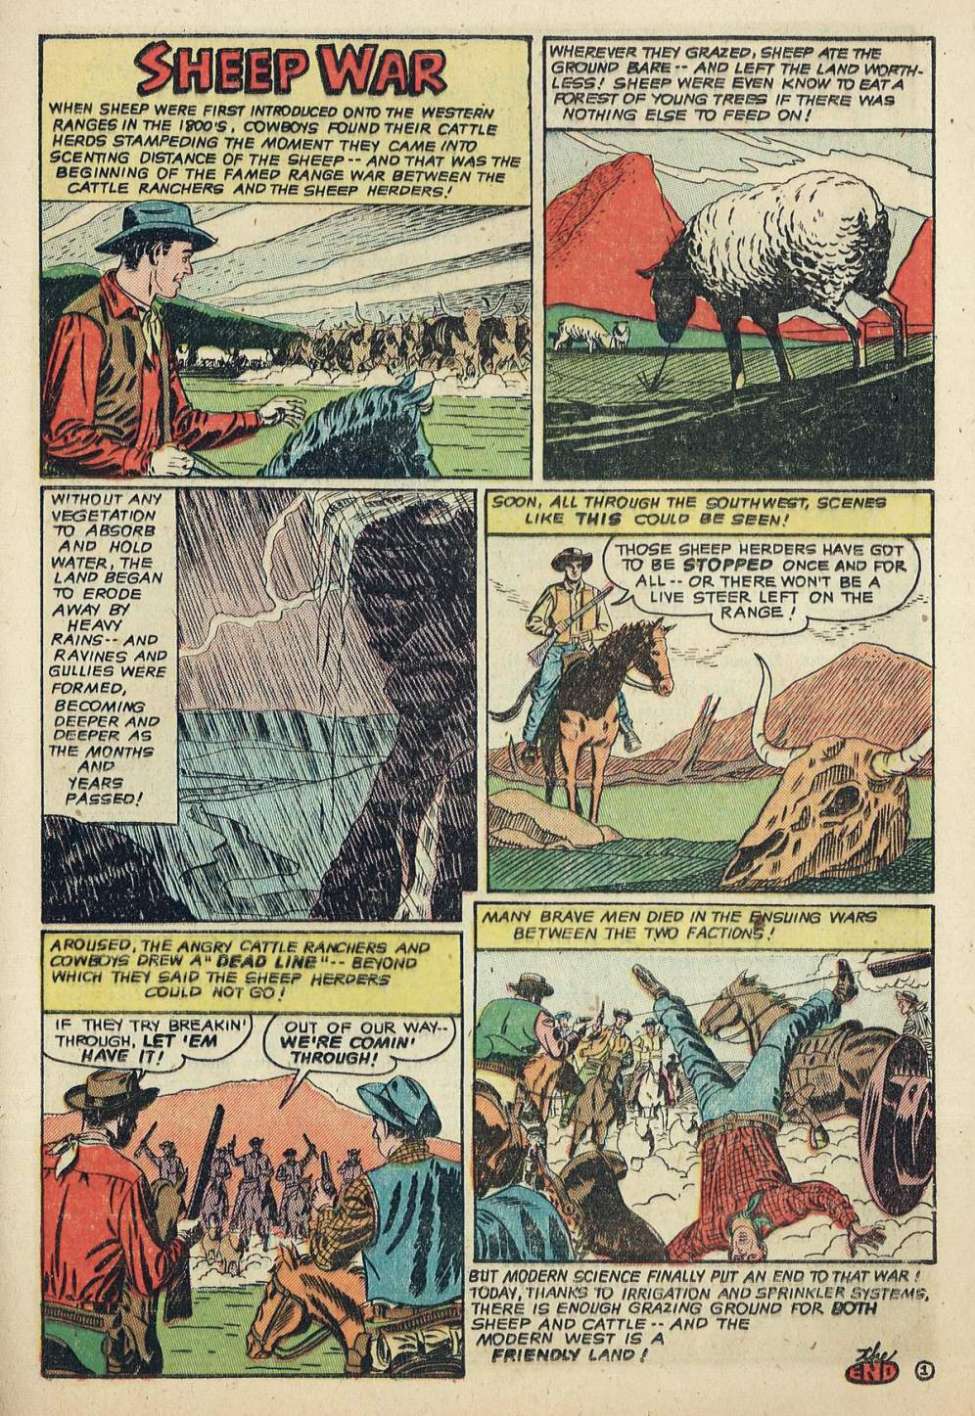 SHEEP WAR
WHEN SHEEP WERE FIRST INTRODUCED ONTO THE WESTERN
RANGES IN THE 1800'S, COWBOYS FOUND THEIR CATTLE
HERDS STAMPEDING THE MOMENT THEY CAME INTO
SCENTING DISTANCE OF THE SHEEP -- AND THAT WAS THE
BEGINNING OF THE FAMED RANGE WAR BETWEEN THE
CATTLE RANCHERS AND THE SHEEP HERDERS!
WHEREVER THEY GRAZED, SHEEP ATE THE
GROUND BARE -- AND LEFT THE LAND WORTH-
LESS! SHEEP WERE EVEN KNOW TO EAT A
FOREST OF YOUNG TREES IF THERE WAS
NOTHING ELSE TO FEED ON!
WITHOUT ANY
VEGETATION
TO ABSORB
AND HOLD
WATER, THE
LAND BEGAN
TO ERODE
AWAY BY
HEAVY
RAINS -- AND
RAVINES AND
GULLIES WERE
FORMED,
BECOMING
DEEPER AND
DEEPER AS
THE MONTHS
AND
YEARS
PASSED!
SOON, ALL THROUGH THE SOUTHWEST, SCENES
LIKE THIS COULD BE SEEN!
THOSE SHEEP HERDERS HAVE GOT
TO BE STOPPED ONCE AND FOR
ALL -- OR THERE WON'T BE A
LIVE STEER LEFT ON THE
RANGE!
AROUSED, THE ANGRY CATTLE RANCHERS AND
COWBOYS DREW A "DEAD LINE" -- BEYOND
WHICH THEY SAID THE SHEEP HERDERS
COULD NOT GO!
IF THEY TRY BREAKIN'
THROUGH, LET 'EM
HAVE IT!
OUT OF OUR WAY --
WE'RE COMIN'
THROUGH!
MANY BRAVE MEN DIED IN THE ENSUING WARS
BETWEEN THE TWO FACTIONS!
BUT MODERN SCIENCE FINALLY PUT AN END TO THAT WAR!
TODAY, THANKS TO IRRIGATION AND SPRINKLER SYSTEMS,
THERE IS ENOUGH GRAZING GROUND FOR BOTH
SHEEP AND CATTLE -- AND THE
MODERN WEST IS A
FRIENDLY LAND!
The
END
1